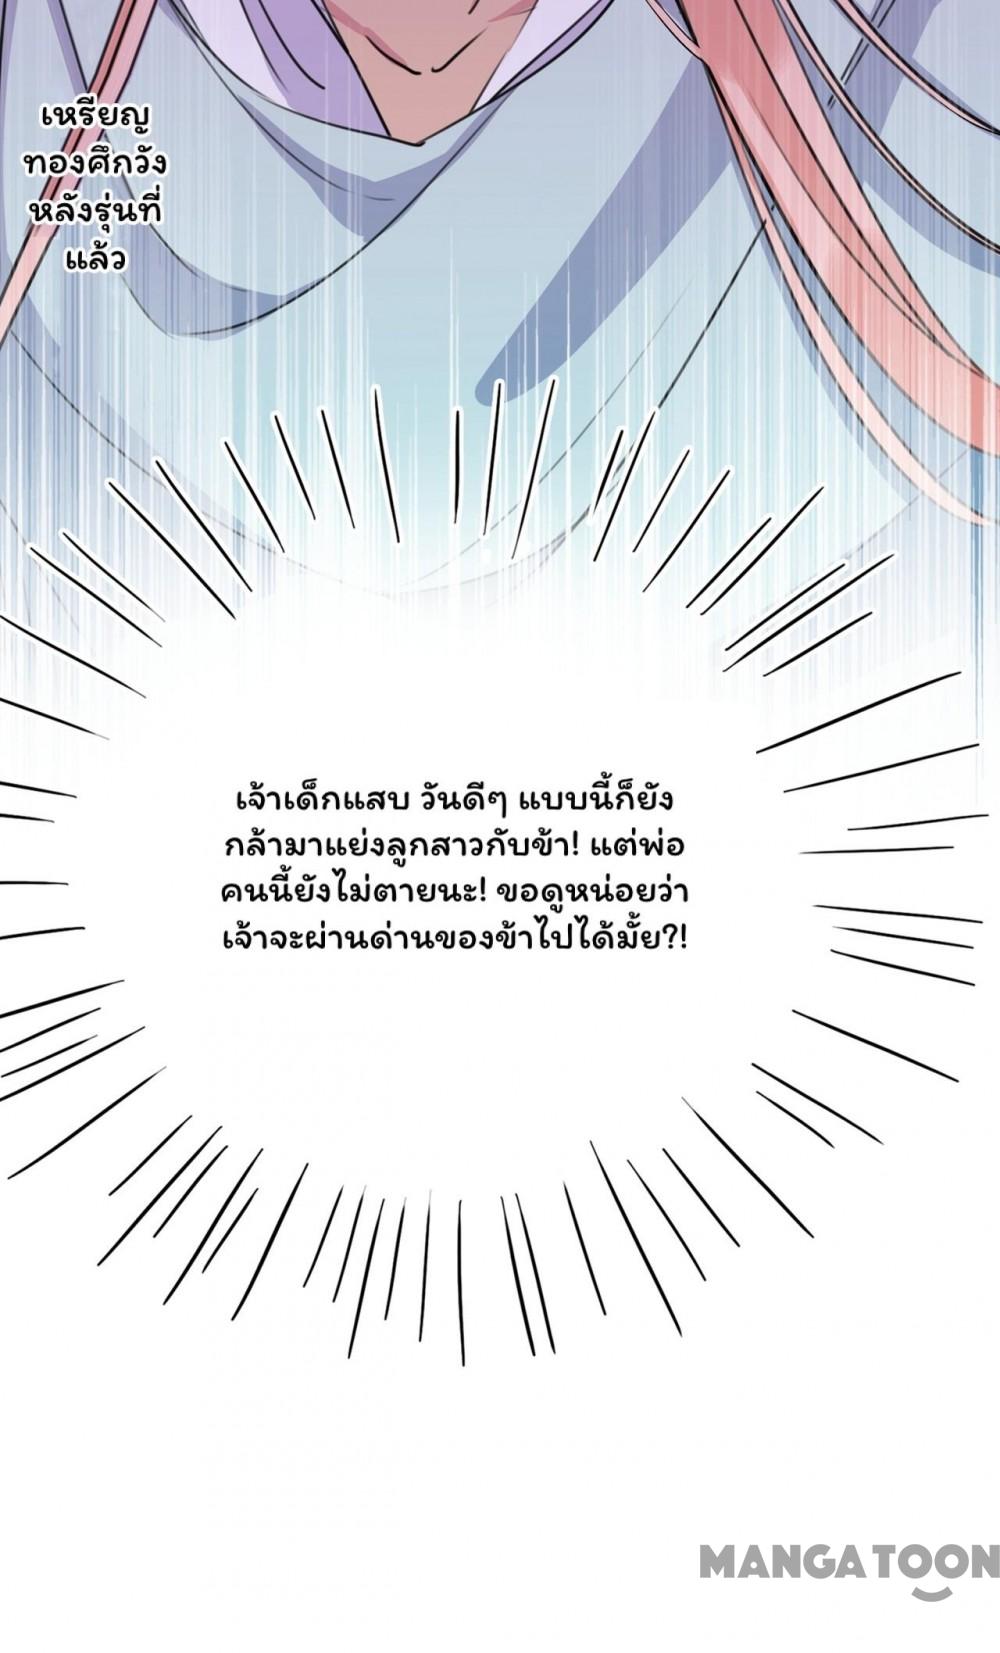 เหรียญ
ทองศึกวัง
หลังรุ่นที่
แล้ว
เจ้าเด็กแสบ วันดีๆ แบบนี้ก็ยัง
กล้ามาแย่งลูกสาวกับข้า! แต่พ่อ
คนนี้ยังไม่ตายนะ! ขอดูหน่อยว่า
เจ้าจะผ่านด่านของข้าไปได้มั้ย?!
MANGATOON